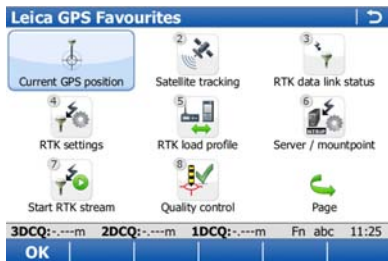 Leica GPS Favourites
2 3
Current GPS position Satellite tracking RTK data link status
4 5 6
NTRIP
RTK settings RTK load profile Server / mountpoint
7 8
Start RTK stream Quality control Page
3DCQ:-.---m 2DCQ:-.---m 1DCQ:-.---m Fn abc 11:25
OK